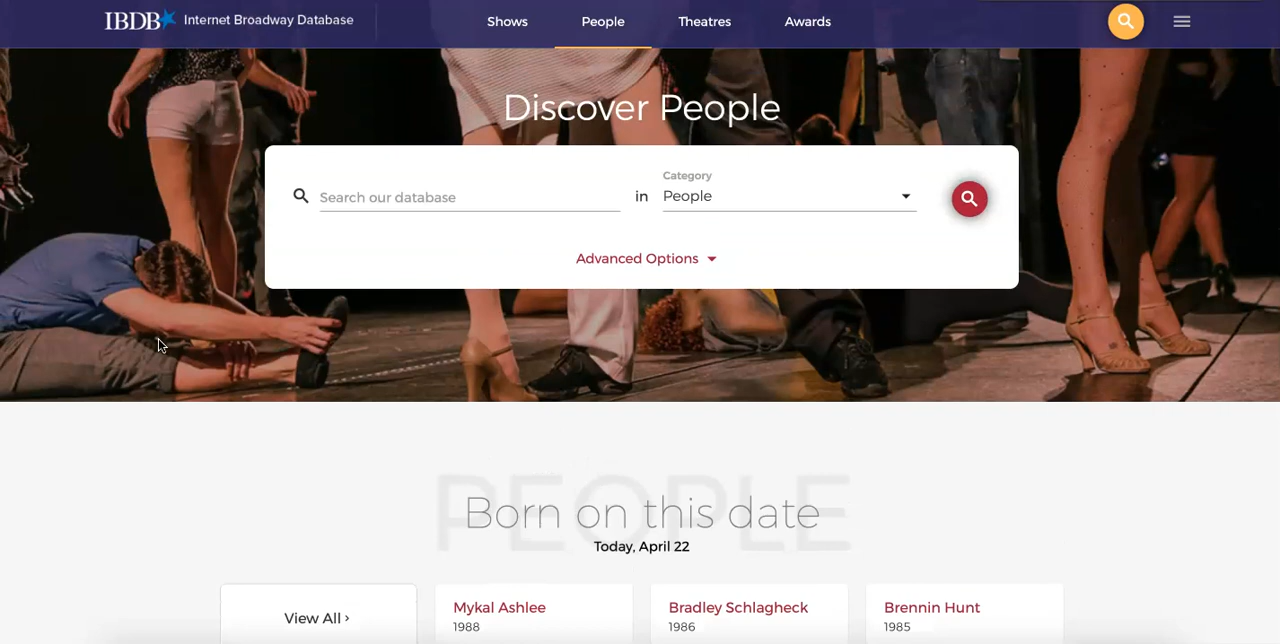 IBDB Internet Broadway Database
Shows People Theatres Awards
Discover People
Category
Search our database in People
Advanced Options
PEOPLE
Born on this date
Today, April 22
View All ›
Mykal Ashlee
1988
Bradley Schlagheck
1986
Brennin Hunt
1985